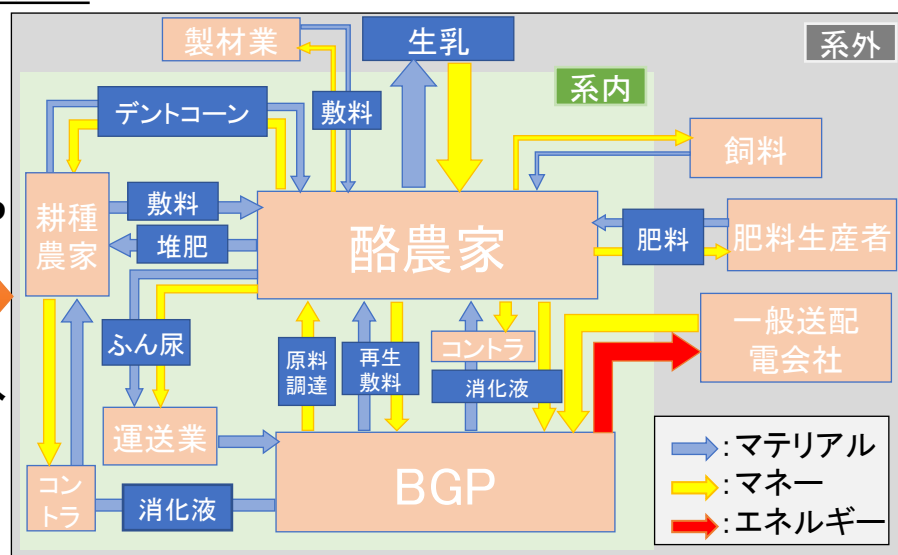 製材業
生乳
系外
系内
デントコーン
敷料
飼料
耕種
農家
敷料
堆肥
酪農家
肥料
肥料生産者
ふん尿
原料
調達
再生
敷料
コントラ
消化液
一般送配
電会社
運送業
BGP
コン
トラ
消化液
:マテリアル
:マネー
:エネルギー